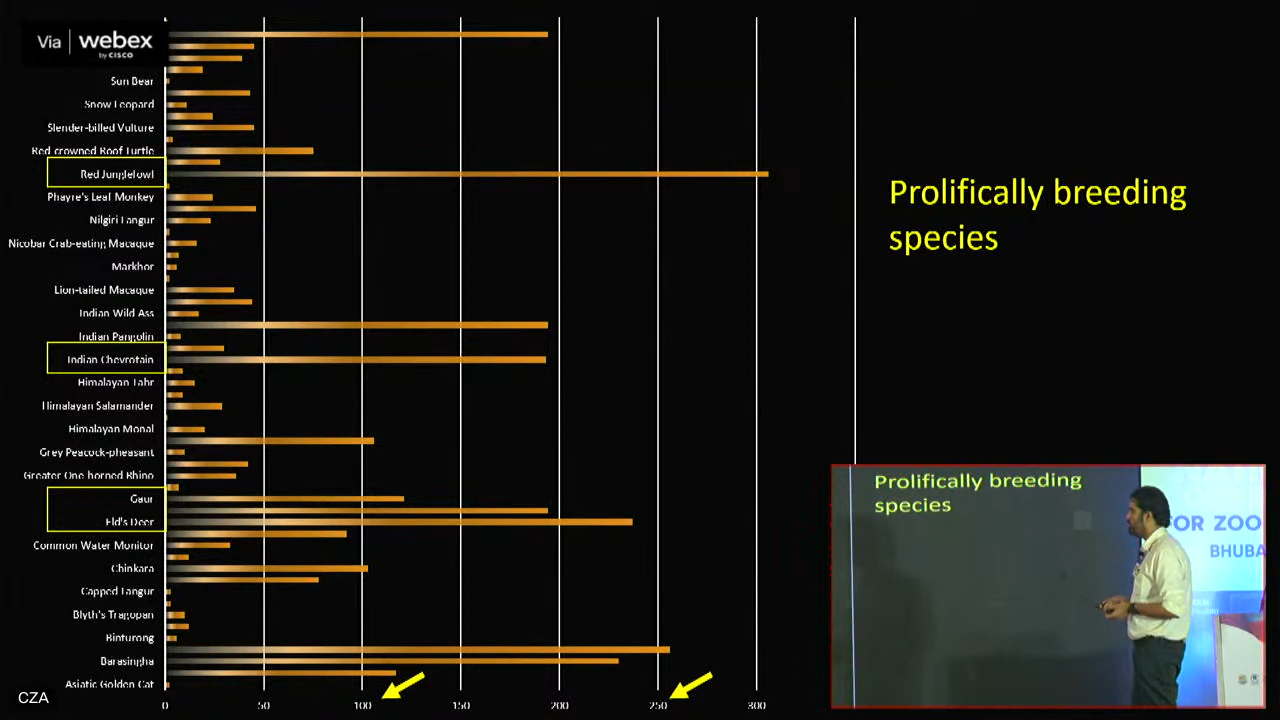 Via webex
by CISCO
Sun Bear
Snow Leopard
Slender-billed Vulture
Red-crowned Roof Turtle
Red Junglefowl
Phayre's Leaf Monkey
Nilgiri Langur
Nicobar Crab-eating Macaque
Markhor
Lion-tailed Macaque
Indian Wild Ass
Indian Pangolin
Indian Chevrotain
Himalayan Tahr
Himalayan Salamander
Himalayan Monal
Grey Peacock-pheasant
Greater One-horned Rhino
Gaur
Eld's Deer
Common Water Monitor
Chinkara
Capped Langur
Blyth's Tragopan
Binturong
Barasingha
Asiatic Golden Cat
0 50 100 150 200 250 300
Prolifically breeding
species
Prolifically breeding
species
FOR ZOO
BHUBA
CZA